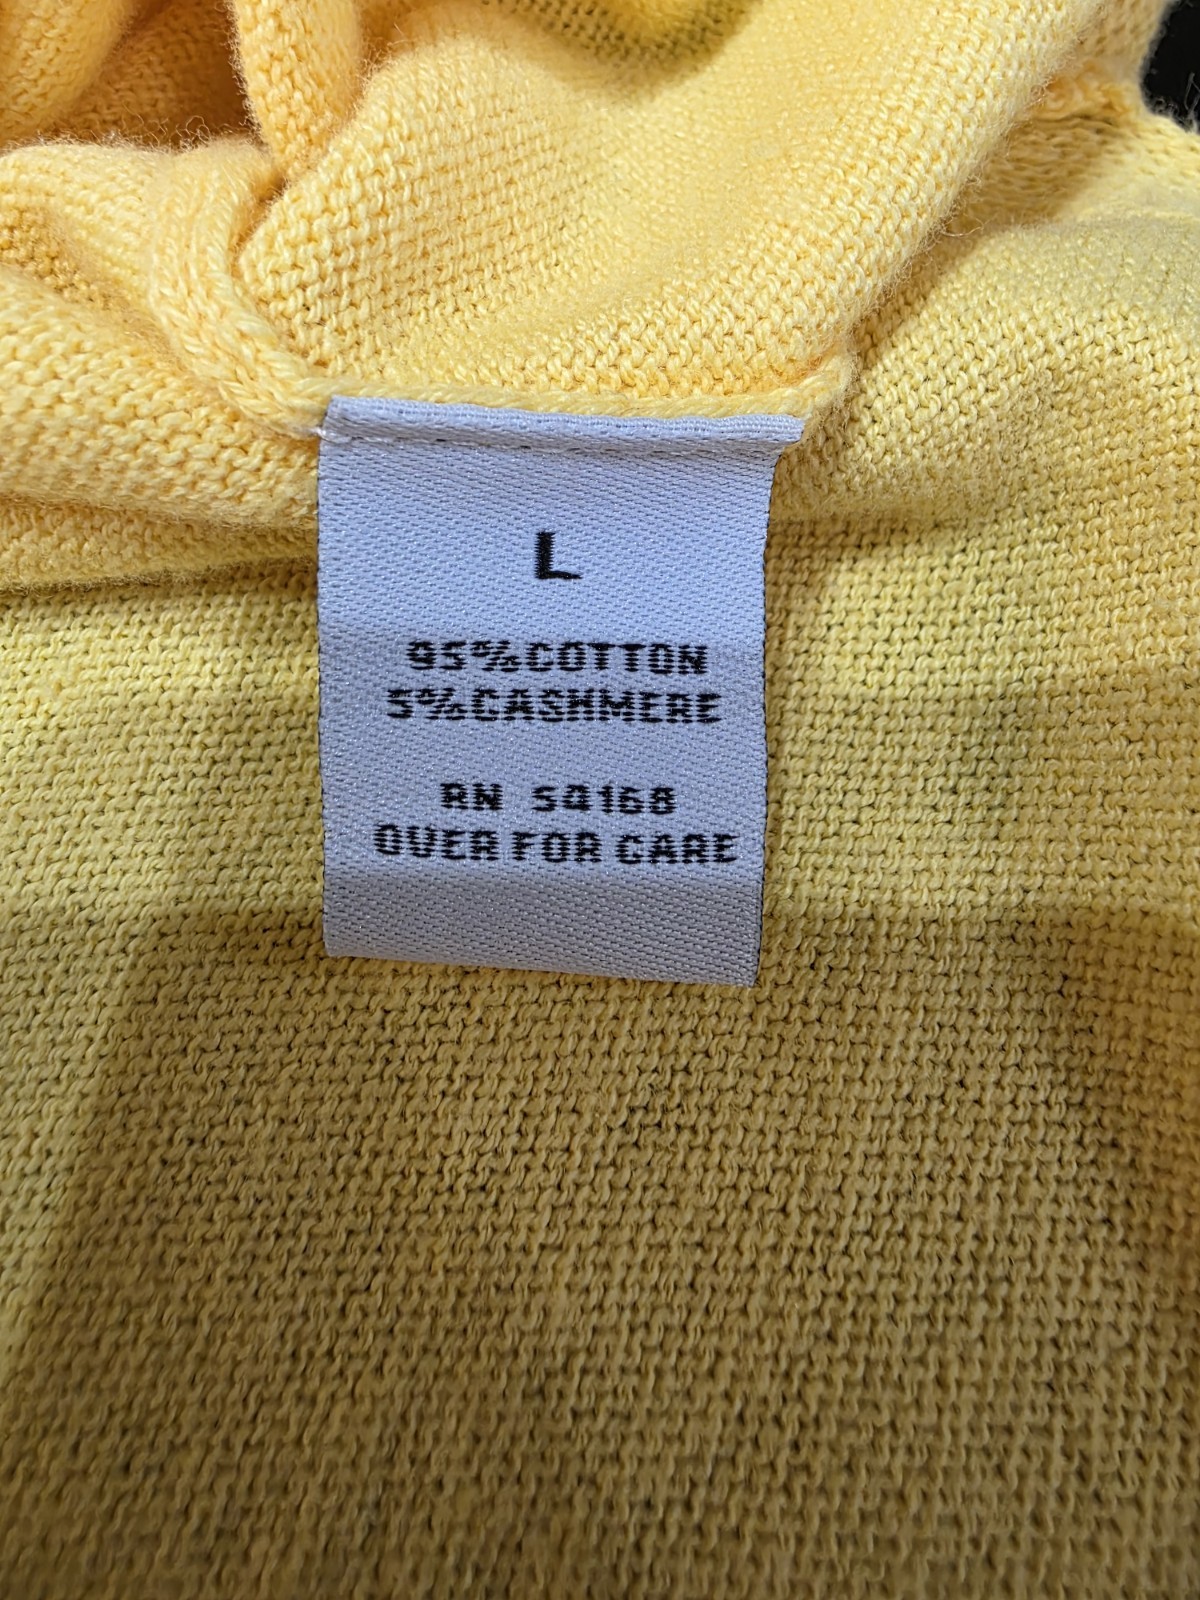 L
95%COTTON
5%CASHMERE
RN 54168
OVER FOR CARE